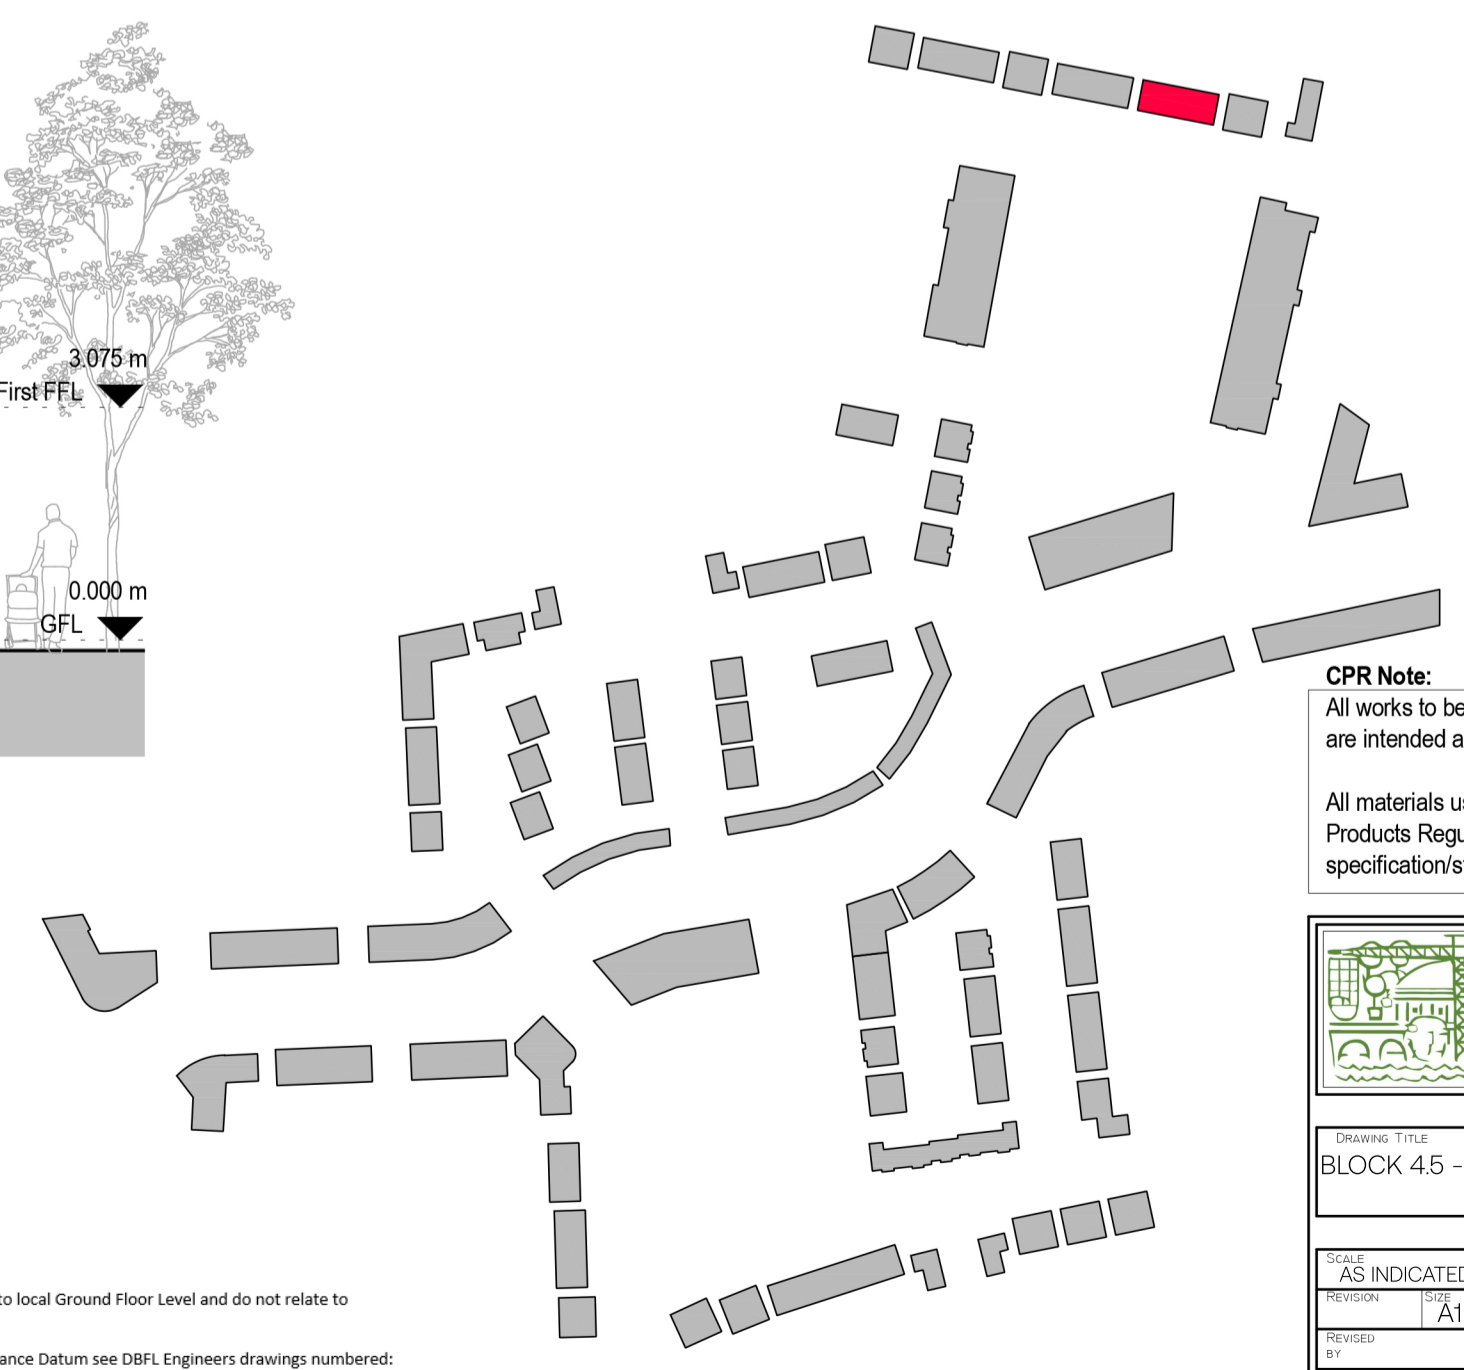 3.075 m
First FFL
0.000 m
GFL
CPR Note:
All works to be
are intended a
All materials us
Products Regu
specification/s
DRAWING TITLE
BLOCK 4.5 -
SCALE
AS INDICATED
REVISION
SIZE
A1
REVISED
BY
to local Ground Floor Level and do not relate to
ance Datum see DBFL Engineers drawings numbered: